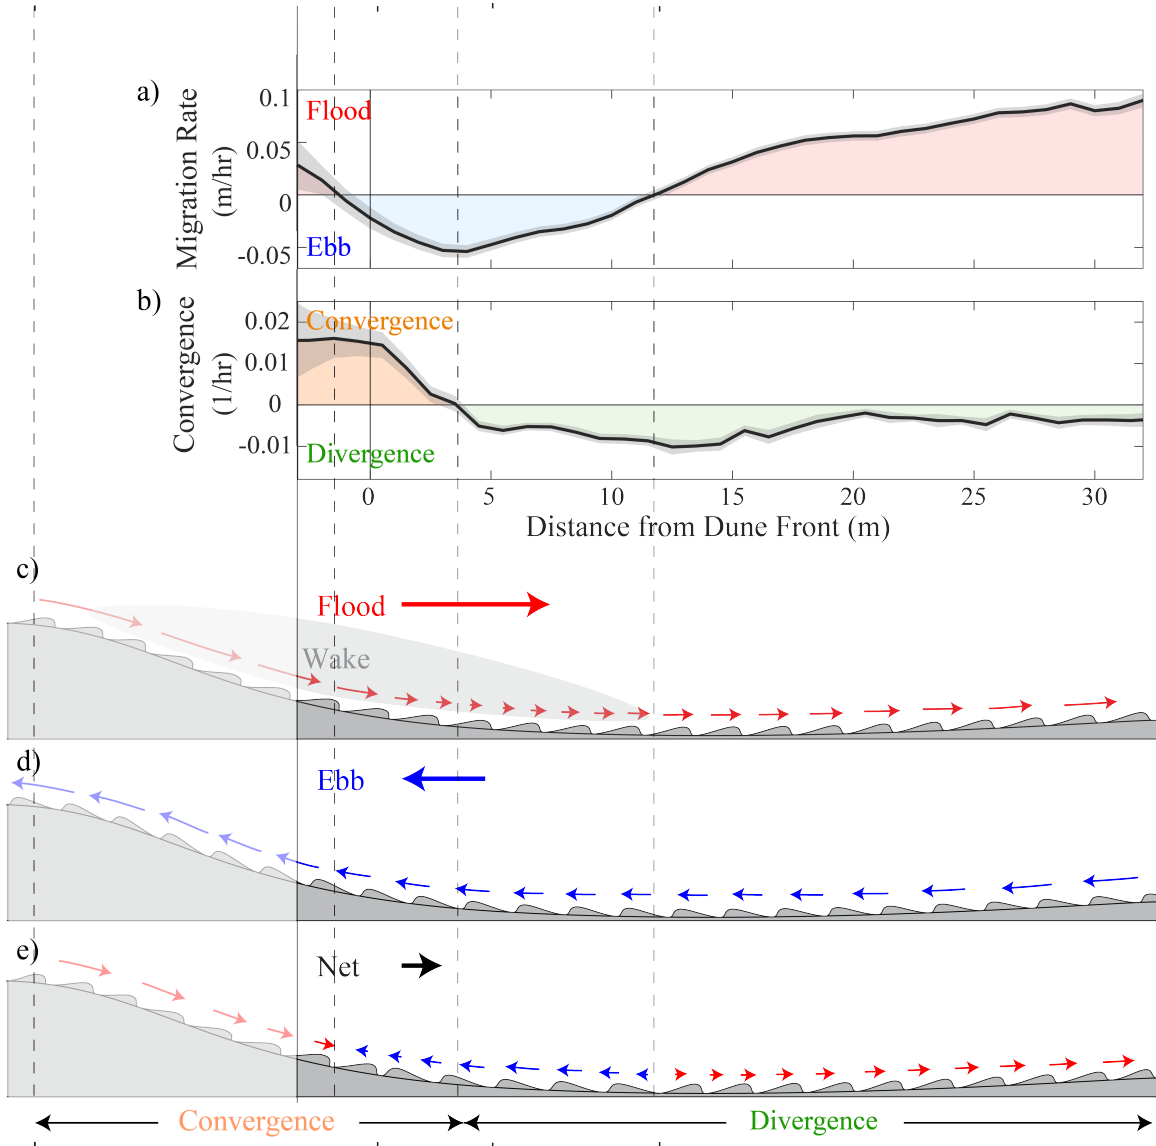 a)
Migration Rate
(m/hr)
0.1
0.05
0
-0.05
Flood
Ebb
b)
Convergence
(1/hr)
0.02
0.01
0
-0.01
Convergence
Divergence
0 5 10 15 20 25 30
Distance from Dune Front (m)
c)
Flood
Wake
d)
Ebb
e)
Net
Convergence Divergence